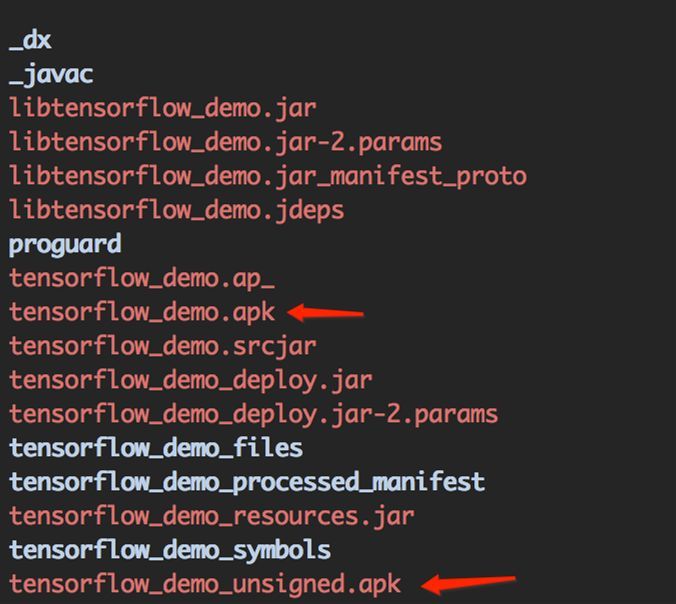 _dx
_javac
libtensorflow_demo.jar
libtensorflow_demo.jar-2.params
libtensorflow_demo.jar_manifest_proto
libtensorflow_demo.jdeps
proguard
tensorflow_demo.ap_
tensorflow_demo.apk
tensorflow_demo.srcjar
tensorflow_demo_deploy.jar
tensorflow_demo_deploy.jar-2.params
tensorflow_demo_files
tensorflow_demo_processed_manifest
tensorflow_demo_resources.jar
tensorflow_demo_symbols
tensorflow_demo_unsigned.apk